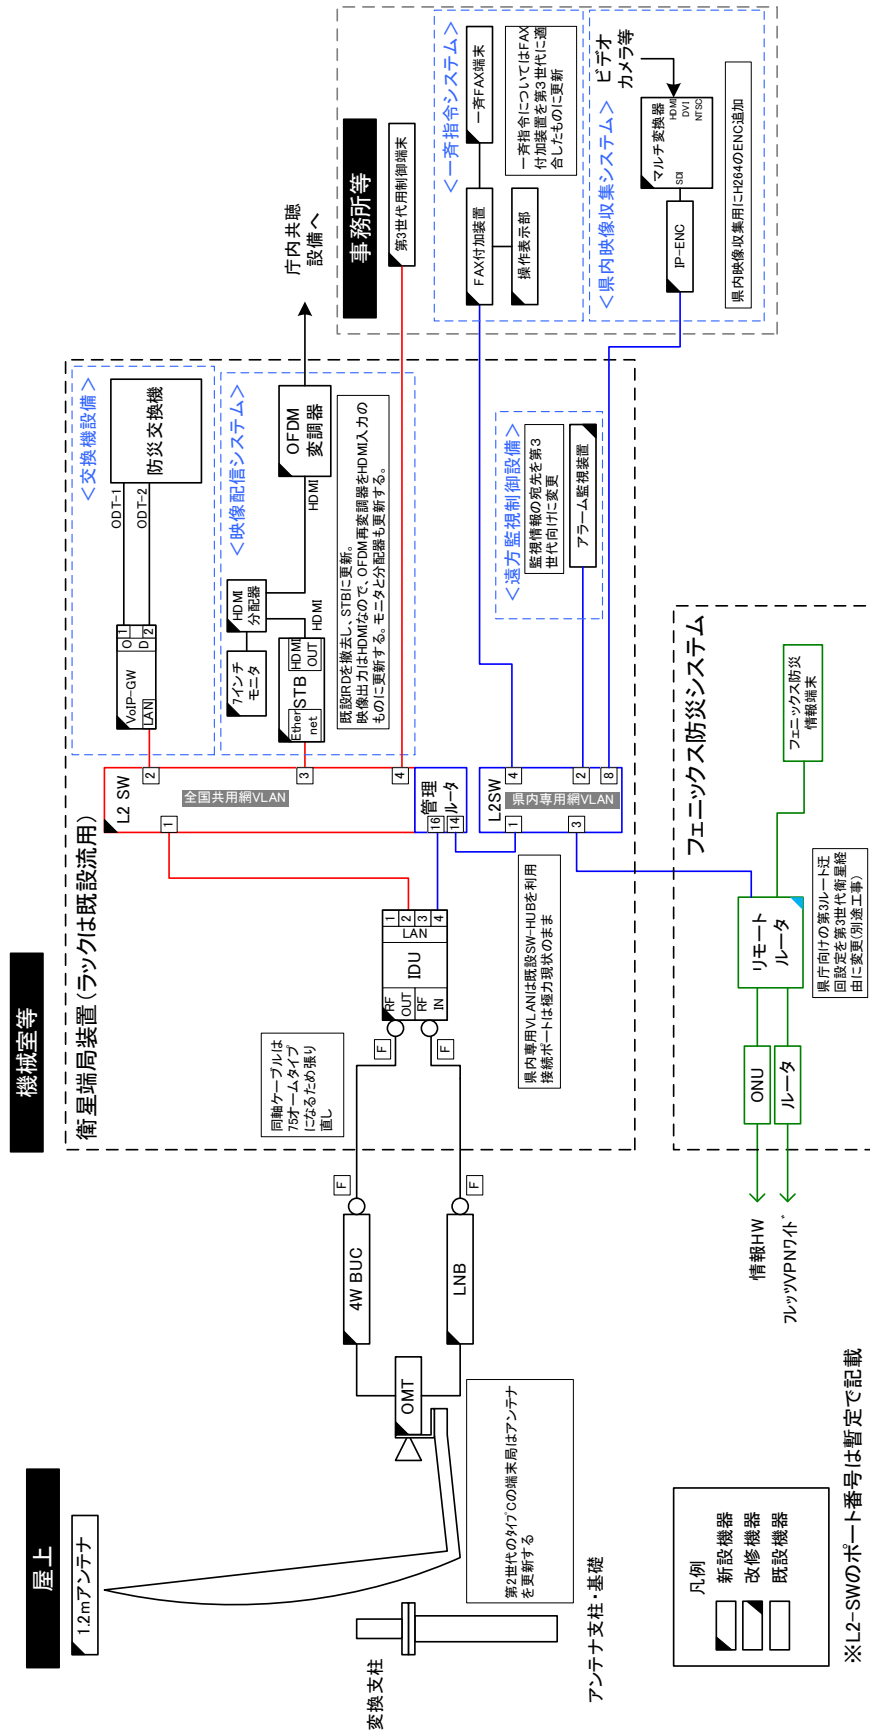 屋上
1.2mアンテナ
変換支柱
アンテナ支柱・基礎
第2世代のタイプCの端末局はアンテナ
を更新する
OMT
4W BUC
LNB
F
F
F
F
機械室等
衛星端局装置(ラックは既設流用)
同軸ケーブルは
75オームタイプ
になるため張り
直し
RF
OUT
RF
IN
IDU
LAN
1
2
3
4
県内専用VLANは既設SW-HUBを利用
接続ポートは極力現状のまま
L2 SW
全国共用網VLAN
1
2
3
4
管理
ルータ
16
14
L2SW
県内専用網VLAN
1
3
4
2
8
<交換機設備>
VoIP-GW
LAN
O
D
1
2
ODT-1
ODT-2
防災交換機
<映像配信システム>
7インチ
モニタ
HDMI
分配器
Ether
net
STB
HDMI
OUT
HDMI
HDMI
OFDM
変調器
既設IRDを撤去し、STBに更新。
映像出力はHDMIなので、OFDM再変調器をHDMI入力の
ものに更新する。モニタと分配器も更新する。
庁内共聴
設備へ
<遠方監視制御設備>
監視情報の宛先を第3
世代向けに変更
アラーム監視装置
事務所等
第3世代用制御端末
<一斉指令システム>
FAX付加装置
一斉FAX端末
操作表示部
一斉指令についてはFAX
付加装置を第3世代に適
合したものに更新
<県内映像収集システム>
ビデオ
カメラ等
マルチ変換器
SDI
HDMI
DVI
NTSC
IP-ENC
県内映像収集用にH264のENC追加
フェニックス防災システム
リモート
ルータ
フェニックス防災
情報端末
ONU
ルータ
情報HW
フレッツVPNワイド
県庁向けの第3ルート迂
回設定を第3世代衛星経
由に変更(別途工事)
凡例
新設機器
改修機器
既設機器
※L2-SWのポート番号は暫定で記載